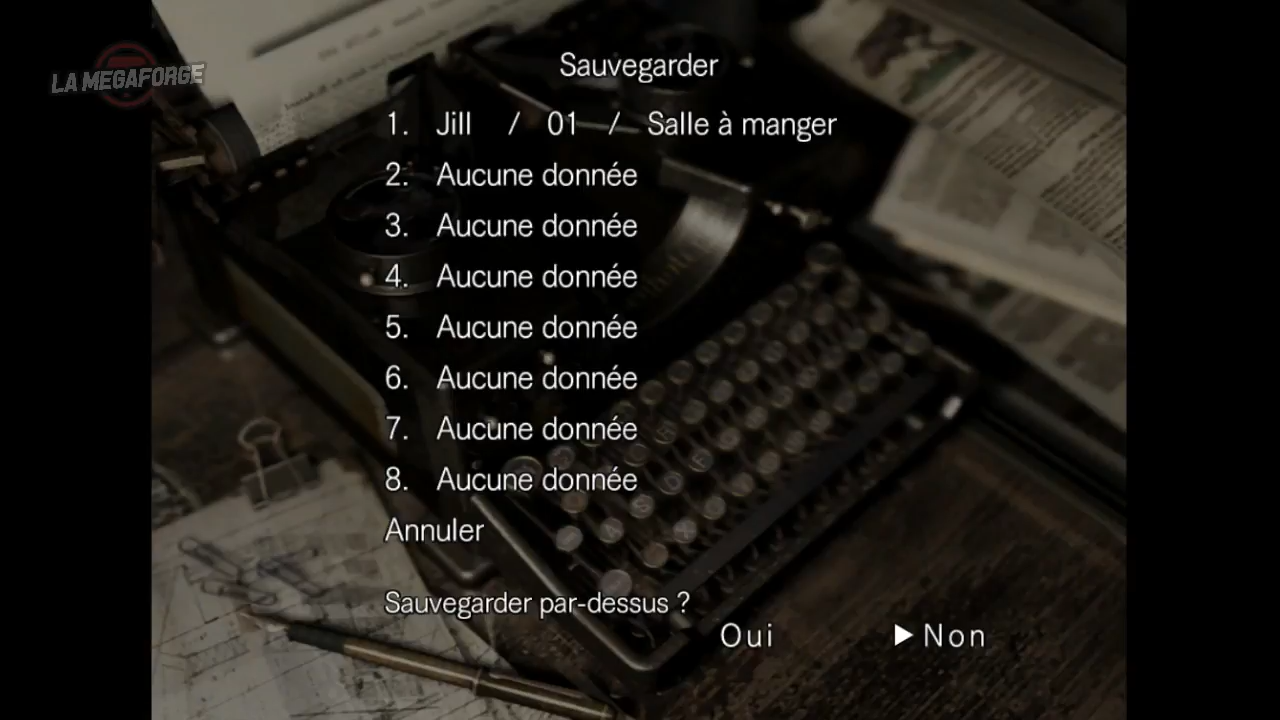 LA MEGAFORGE
Sauvegarder
1. Jill / 01 / Salle à manger
2. Aucune donnée
3. Aucune donnée
4. Aucune donnée
5. Aucune donnée
6. Aucune donnée
7. Aucune donnée
8. Aucune donnée
Annuler
Sauvegarder par-dessus ?
Oui ▶ Non